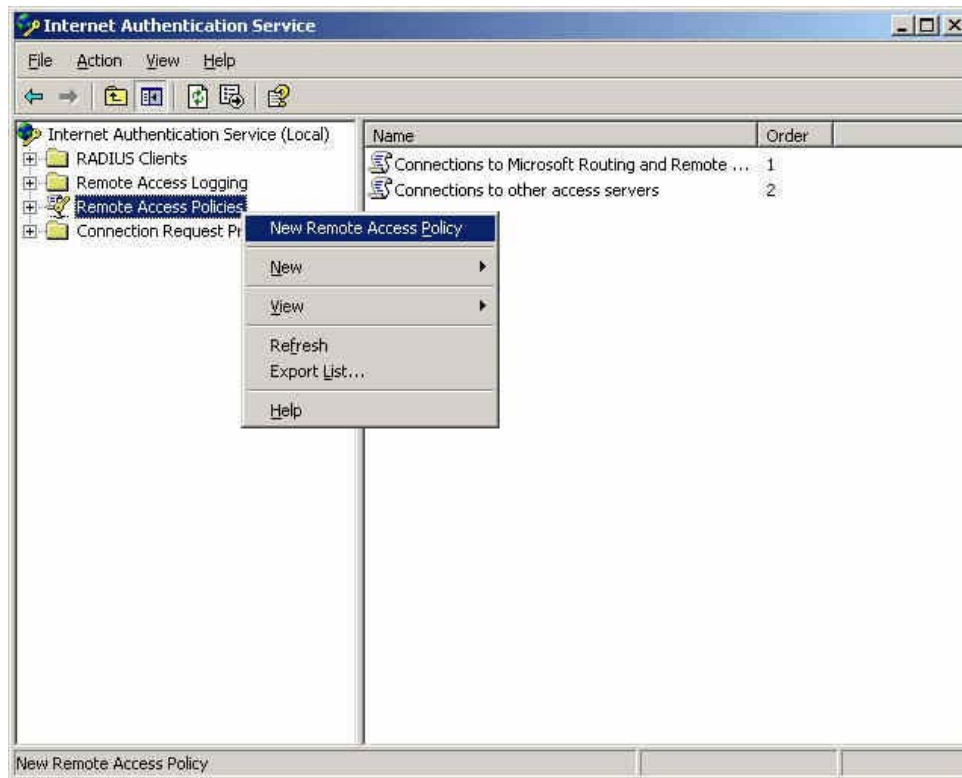 Internet Authentication Service
File Action View Help
Internet Authentication Service (Local)
RADIUS Clients
Remote Access Logging
Remote Access Policies
Connection Request Pr
Name Order
Connections to Microsoft Routing and Remote ... 1
Connections to other access servers 2
New Remote Access Policy
New
View
Refresh
Export List...
Help
New Remote Access Policy